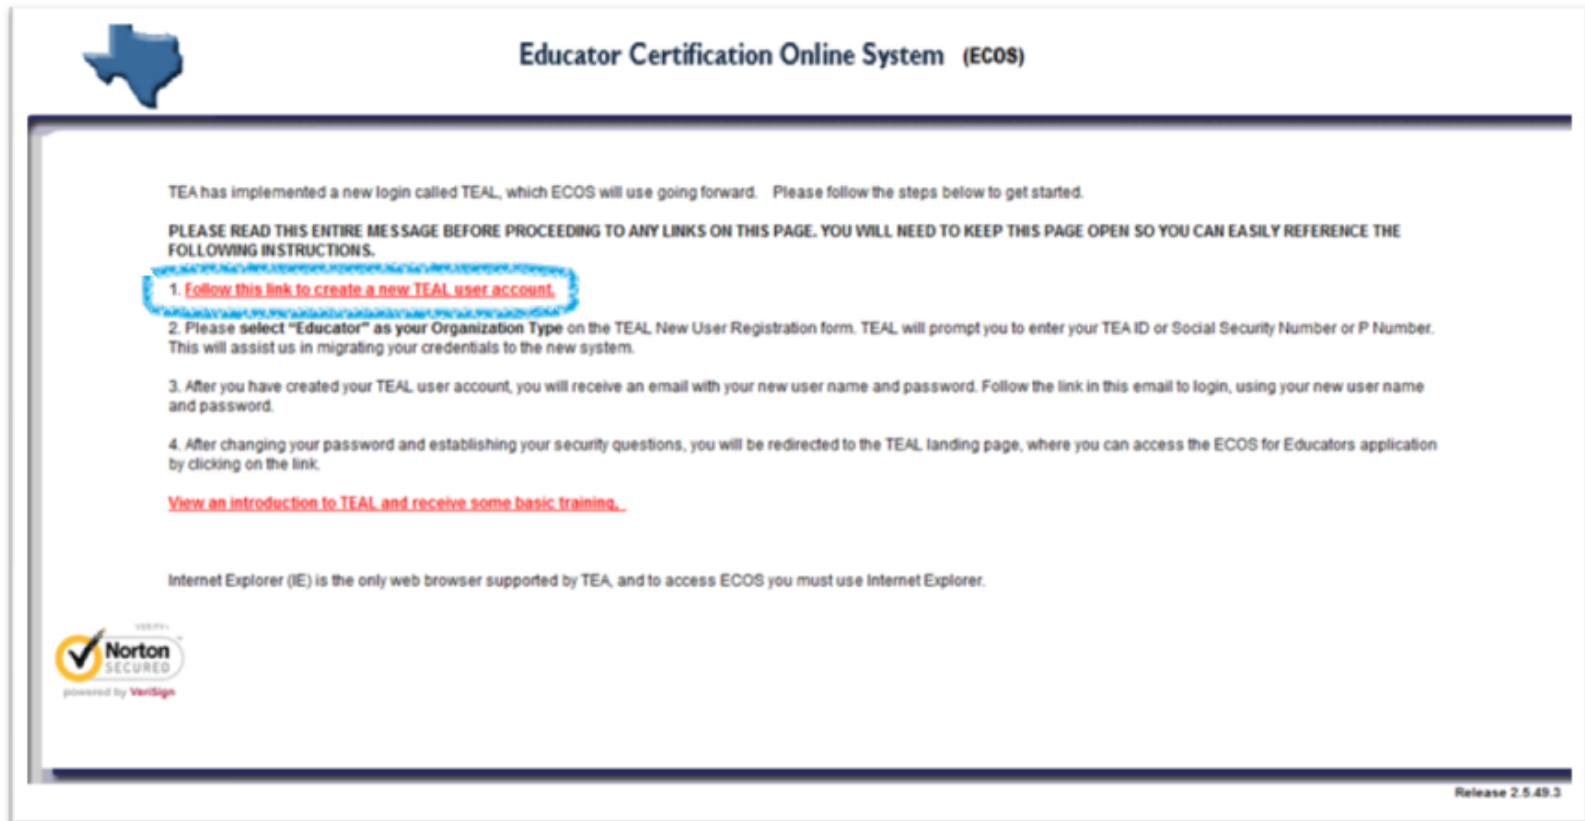 Educator Certification Online System (ECOS)
TEA has implemented a new login called TEAL, which ECOS will use going forward. Please follow the steps below to get started.
PLEASE READ THIS ENTIRE MESSAGE BEFORE PROCEEDING TO ANY LINKS ON THIS PAGE. YOU WILL NEED TO KEEP THIS PAGE OPEN SO YOU CAN EASILY REFERENCE THE
FOLLOWING INSTRUCTIONS.
1. Follow this link to create a new TEAL user account.
2. Please select "Educator" as your Organization Type on the TEAL New User Registration form. TEAL will prompt you to enter your TEA ID or Social Security Number or P Number.
This will assist us in migrating your credentials to the new system.
3. After you have created your TEAL user account, you will receive an email with your new user name and password. Follow the link in this email to login, using your new user name
and password.
4. After changing your password and establishing your security questions, you will be redirected to the TEAL landing page, where you can access the ECOS for Educators application
by clicking on the link.
View an introduction to TEAL and receive some basic training.
Internet Explorer (IE) is the only web browser supported by TEA, and to access ECOS you must use Internet Explorer.
VERIFY›
Norton
SECURED
powered by VeriSign
Release 2.5.49.3